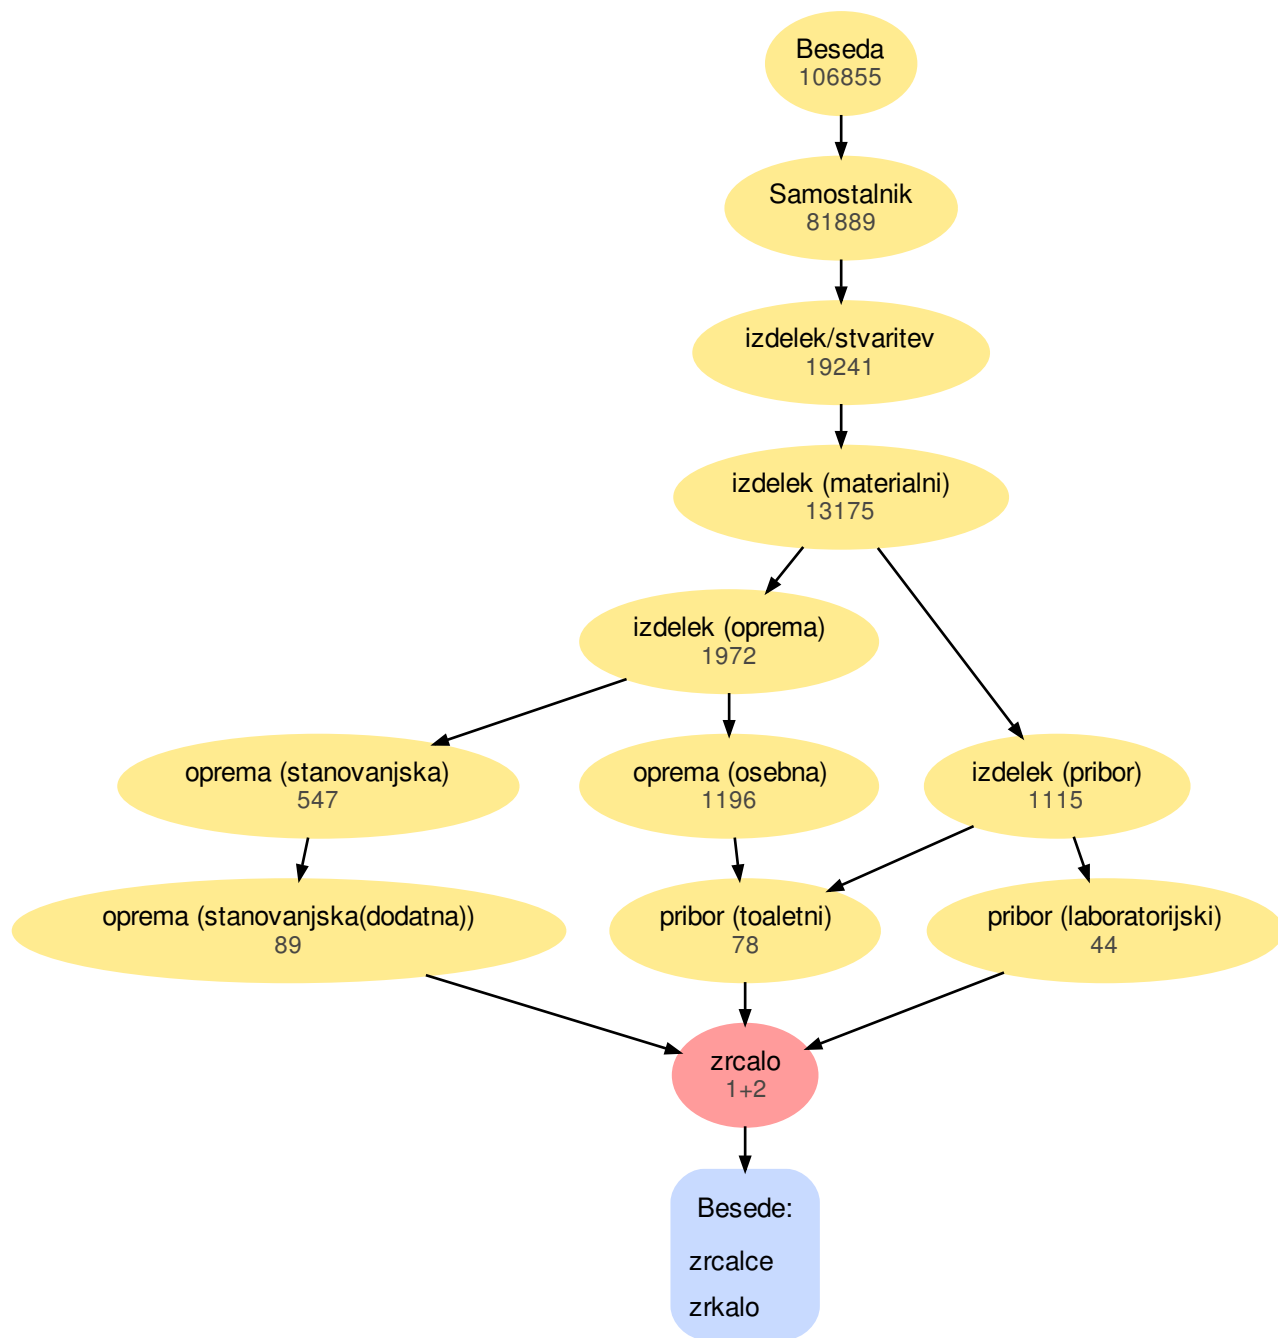 Beseda
106855
Samostalnik
81889
izdelek/stvaritev
19241
izdelek (materialni)
13175
izdelek (oprema)
1972
oprema (stanovanjska)
547
oprema (osebna)
1196
izdelek (pribor)
1115
oprema (stanovanjska(dodatna))
89
pribor (toaletni)
78
pribor (laboratorijski)
44
zrcalo
1+2
Besede:
zrcalce
zrkalo